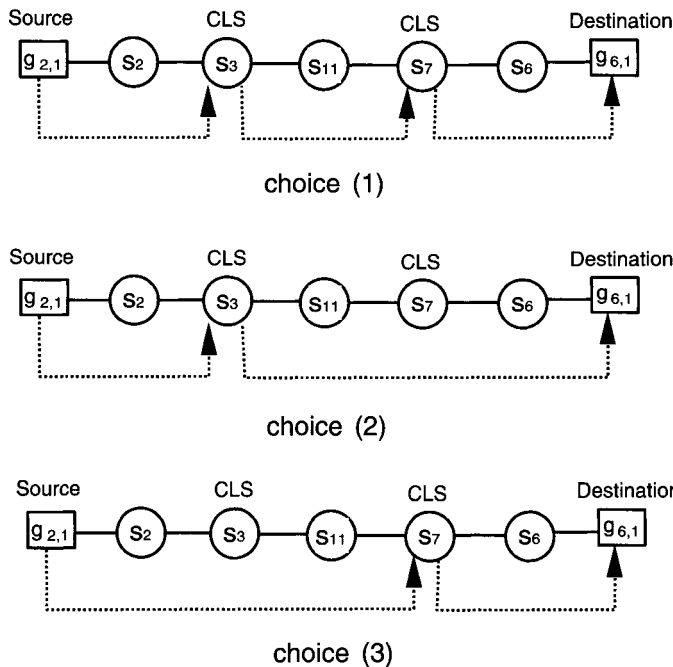 Source CLS CLS Destination
g2,1 S2 S3 S11 S7 S6 g6,1
choice (1)
Source CLS CLS Destination
g2,1 S2 S3 S11 S7 S6 g6,1
choice (2)
Source CLS CLS Destination
g2,1 S2 S3 S11 S7 S6 g6,1
choice (3)